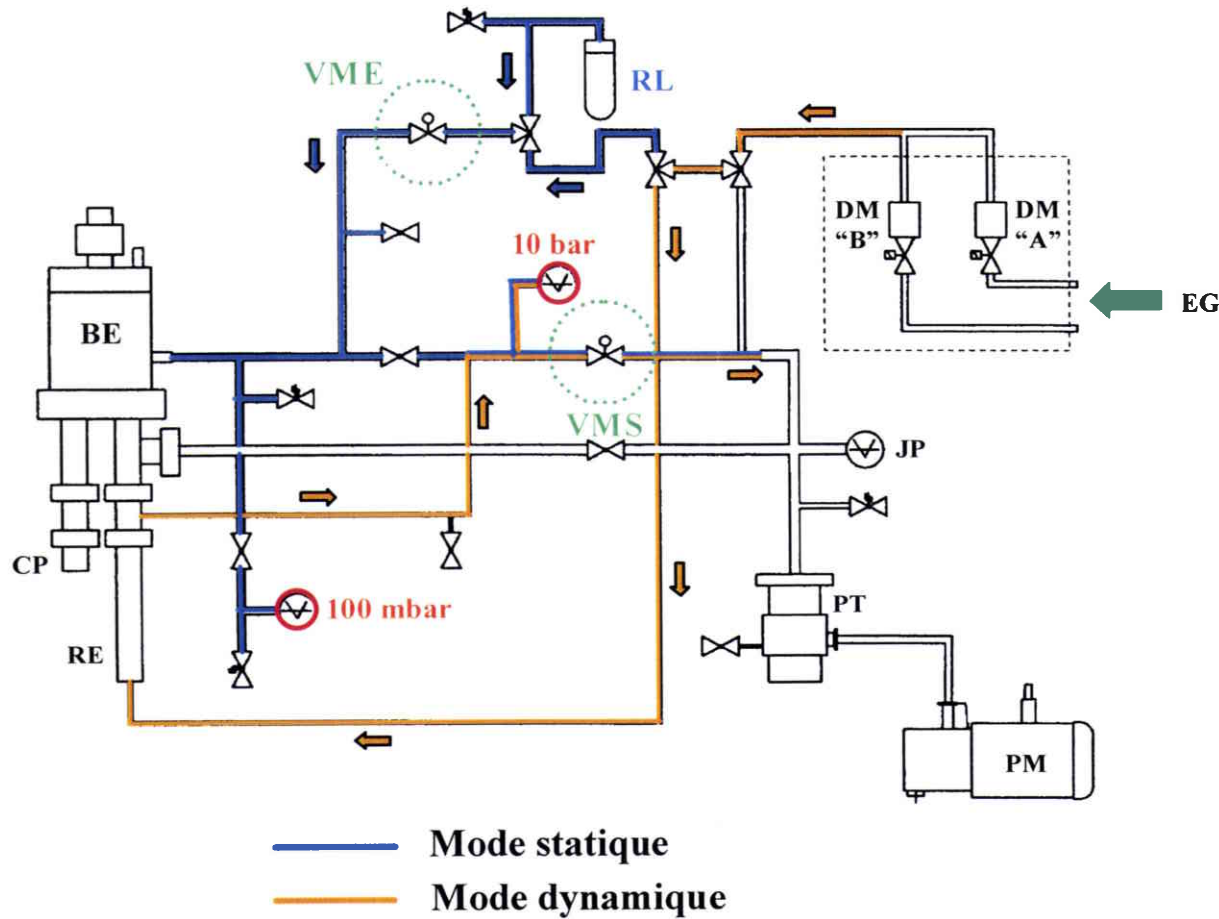 VME
RL
DM
"B"
DM
"A"
EG
10 bar
BE
VMS
JP
CP
100 mbar
PT
RE
PM
Mode statique
Mode dynamique